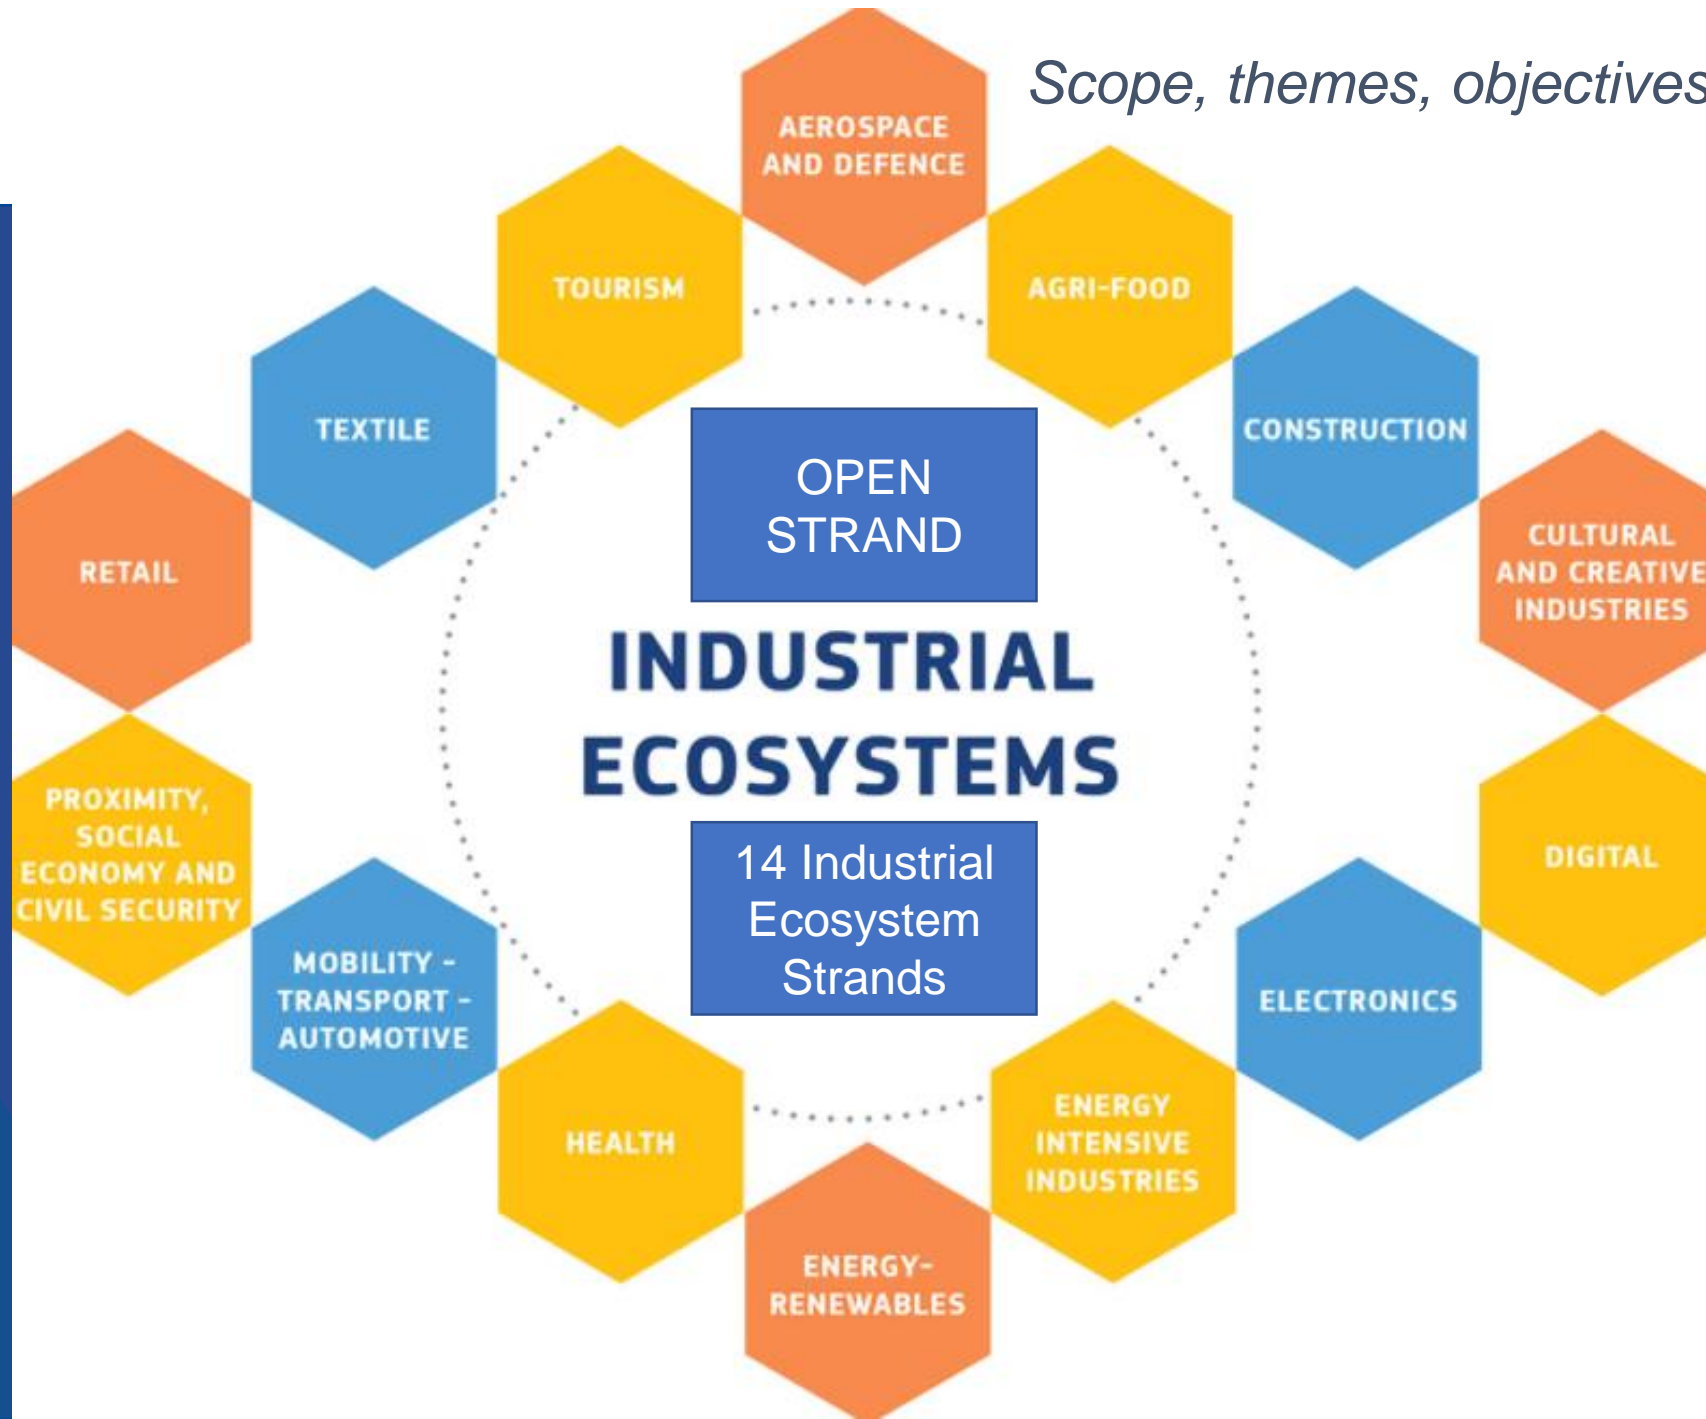 Scope, themes, objectives
AEROSPACE
AND DEFENCE
TOURISM
AGRI-FOOD
TEXTILE
CONSTRUCTION
OPEN
STRAND
RETAIL
CULTURAL
AND CREATIVE
INDUSTRIES
INDUSTRIAL
ECOSYSTEMS
PROXIMITY,
SOCIAL
ECONOMY AND
CIVIL SECURITY
14 Industrial
Ecosystem
Strands
DIGITAL
MOBILITY -
TRANSPORT -
AUTOMOTIVE
ELECTRONICS
HEALTH
ENERGY
INTENSIVE
INDUSTRIES
ENERGY-
RENEWABLES